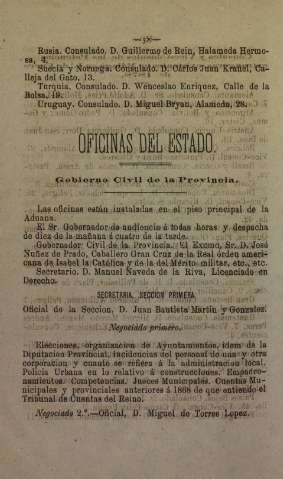 Rusia. Consulado, D. Guillermo de Rein, Halameda Hermo-
sa, 4.
Suecia y Noruega. Consulado. D. Cárlos Juan Krauel, Ca-
lleja del Gato, 13.
Turquia. Consulado. D. Wenceslao Enriquez, Calle de la
Bolsa, 19.
Uruguay. Consulado. D. Miguel Bryan, Alameda, 28.
OFICINAS DEL ESTADO.
Gobierno Civil de la Provincia.
Las oficinas están instaladas en el piso principal de la
Aduana.
El Sr. Gobernador da audiencia á todas horas y despacha
de diez de la mañana á cuatro de la tarde.
Gobernador Civil de la Provincia. El Excmo. Sr. D. José
Nuñez de Prado, Caballero Gran Cruz de la Real órden ameri-
cana de Isabel la Católica y de la del Mérito militar, etc., etc.
Secretario. D. Manuel Naveda de la Riva, Licenciado en
Derecho.
SECRETARIA. SECCION PRIMERA
Oficial de la Seccion, D. Juan Bautista Martin y Gonzalez.
Negociado primero.
Elecciones, organizacion de Ayuntamientos, idem de la
Diputacion Provincial, incidencias del personal de una y otra
corporacion y cuanto se refiera á la administracion local.
Policia Urbana en lo relativo á construcciones. Empadro-
namientos. Competencias. Jueces Municipales. Cuentas Mu-
nicipales y provinciales anteriores á 1868 de que entiende el
Tribunal de Cuentas del Reino.
Negociado 2.º.—Oficial, D. Miguel de Torres Lopez.